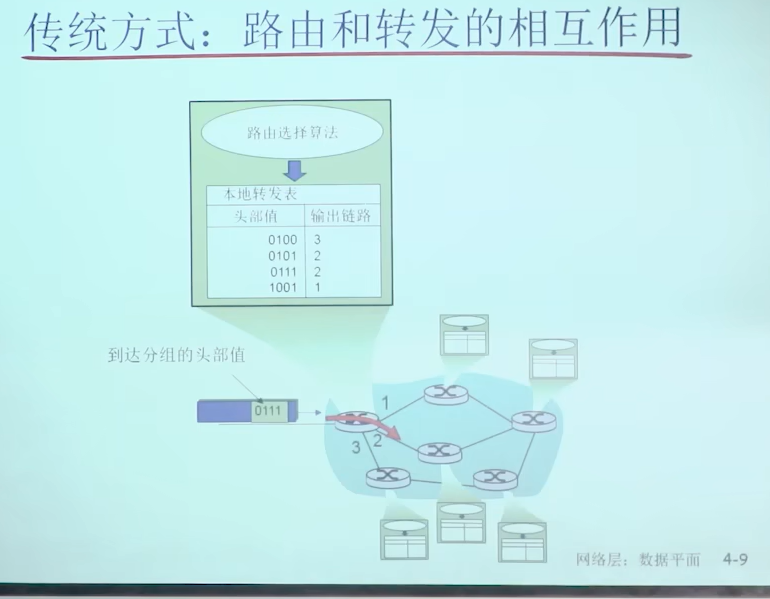 传统方式：路由和转发的相互作用
路由选择算法
本地转发表
头部值 输出链路
0100 3
0101 2
0111 2
1001 1
到达分组的头部值
0111
1
2
3
网络层：数据平面 4-9